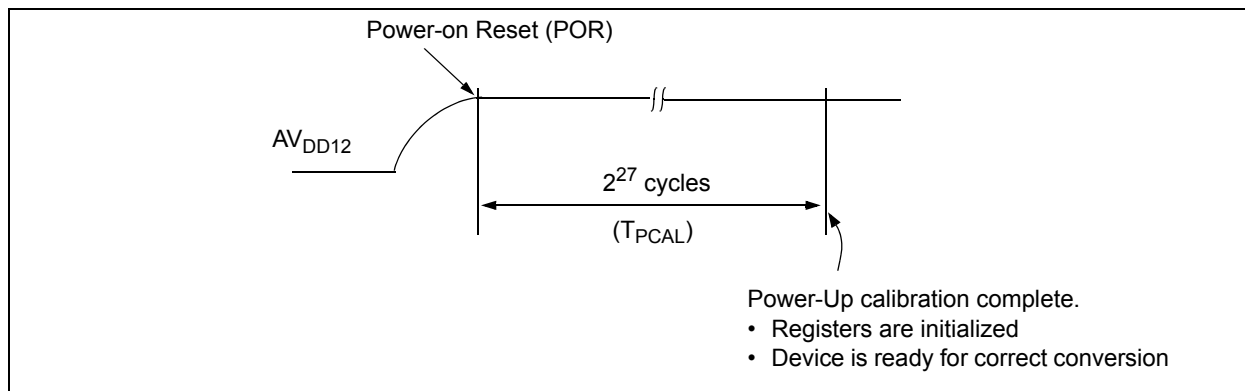 Power-on Reset (POR)
AVDD12
2^27 cycles
(TPCAL)
Power-Up calibration complete.
• Registers are initialized
• Device is ready for correct conversion